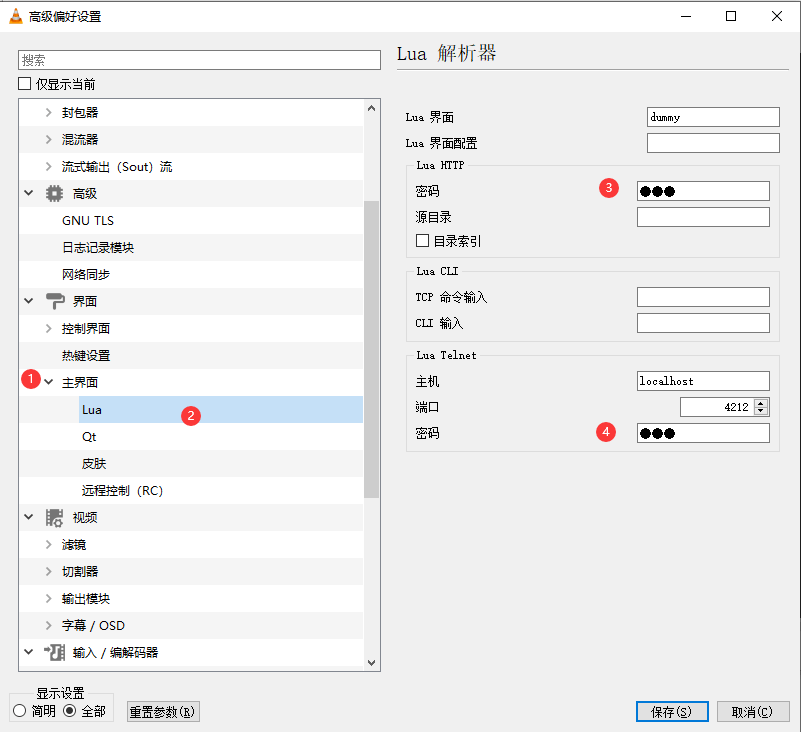 高级偏好设置
搜索
仅显示当前
封包器
混流器
流式输出（Sout）流
高级
GNU TLS
日志记录模块
网络同步
界面
控制界面
热键设置
1 主界面
Lua 2
Qt
皮肤
远程控制（RC）
视频
滤镜
切割器
输出模块
字幕 / OSD
输入 / 编解码器
显示设置
简明 全部 重置参数(R)
Lua 解析器
Lua 界面 dummy
Lua 界面配置
Lua HTTP
密码 3 ●●●
源目录
目录索引
Lua CLI
TCP 命令输入
CLI 输入
Lua Telnet
主机 localhost
端口 4212
密码 4 ●●●
保存(S) 取消(C)